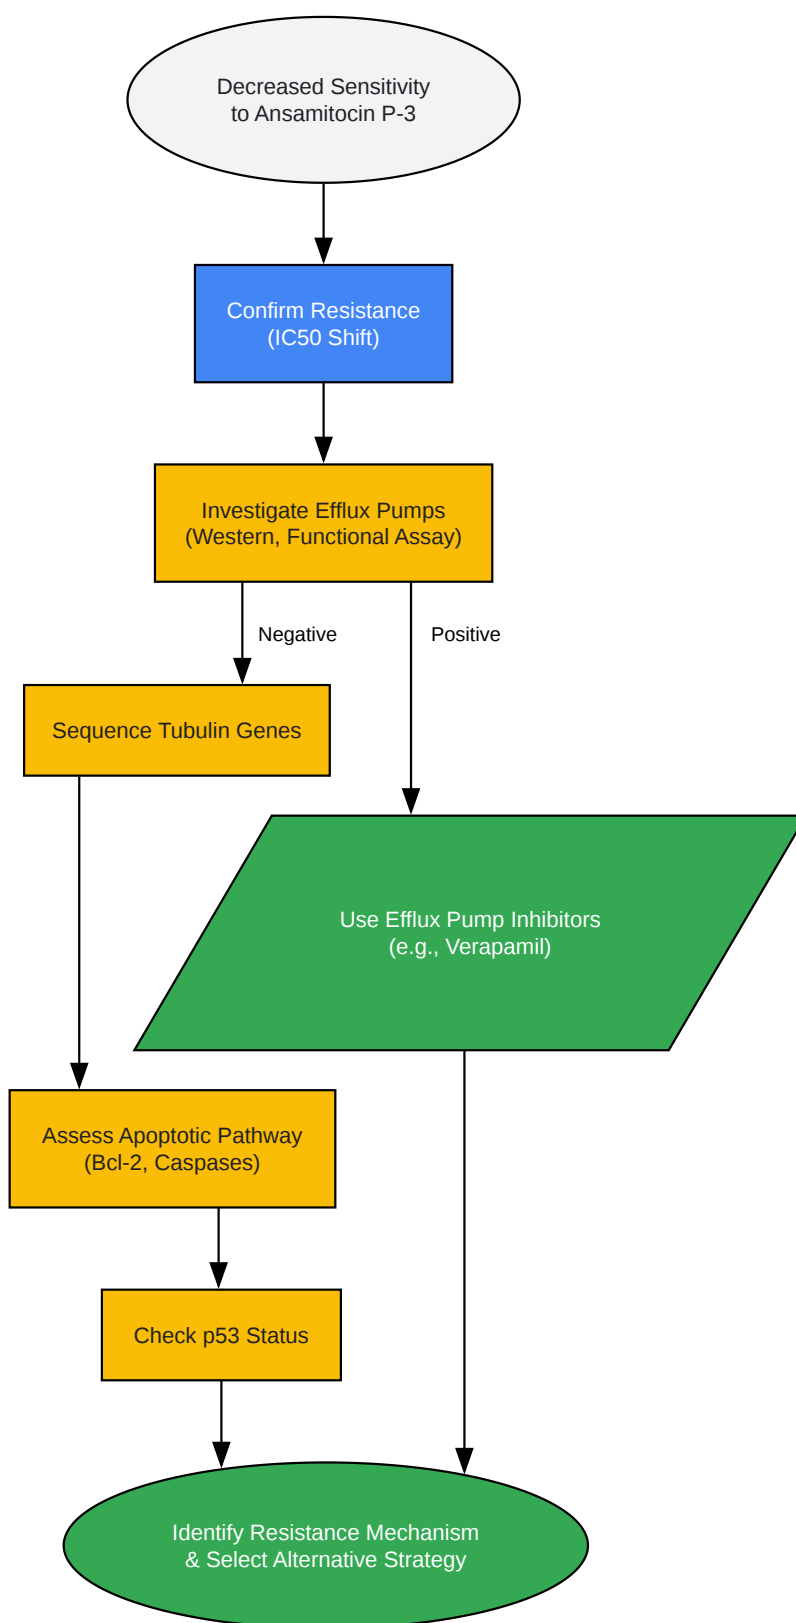 Decreased Sensitivity
to Ansamitocin P-3
Confirm Resistance
(IC50 Shift)
Investigate Efflux Pumps
(Western, Functional Assay)
Negative
Positive
Sequence Tubulin Genes
Use Efflux Pump Inhibitors
(e.g., Verapamil)
Assess Apoptotic Pathway
(Bcl-2, Caspases)
Check p53 Status
Identify Resistance Mechanism
& Select Alternative Strategy